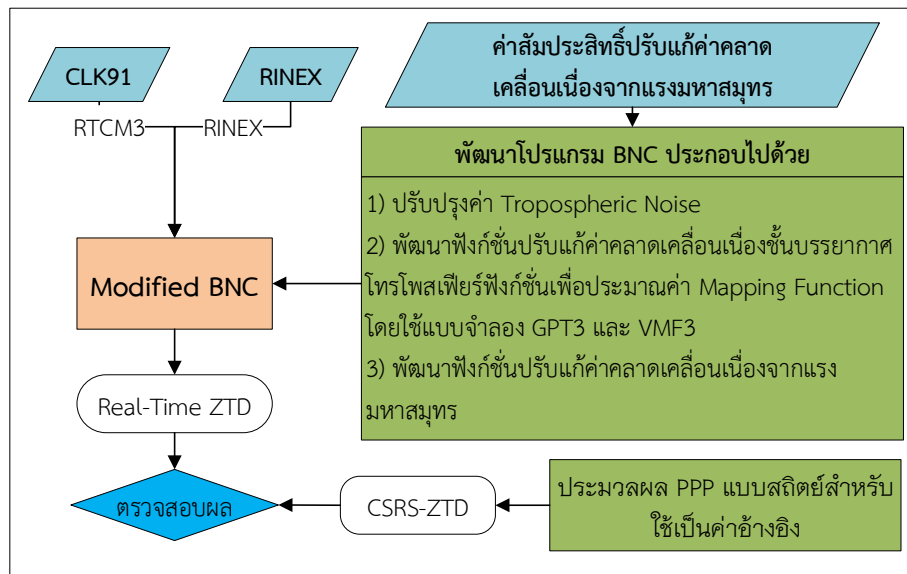 CLK91
RINEX
ค่าสัมประสิทธิ์ปรับแก้ค่าคลาด
เคลื่อนเนื่องจากแรงมหาสมุทร
RTCM3
RINEX
พัฒนาโปรแกรม BNC ประกอบไปด้วย
1) ปรับปรุงค่า Tropospheric Noise
2) พัฒนาฟังก์ชั่นปรับแก้ค่าคลาดเคลื่อนเนื่องชั้นบรรยากาศ
โทรโพสเฟียร์ฟังก์ชั่นเพื่อประมาณค่า Mapping Function
โดยใช้แบบจำลอง GPT3 และ VMF3
3) พัฒนาฟังก์ชั่นปรับแก้ค่าคลาดเคลื่อนเนื่องจากแรง
มหาสมุทร
Modified BNC
Real-Time ZTD
ตรวจสอบผล
CSRS-ZTD
ประมวลผล PPP แบบสถิตย์สำหรับ
ใช้เป็นค่าอ้างอิง